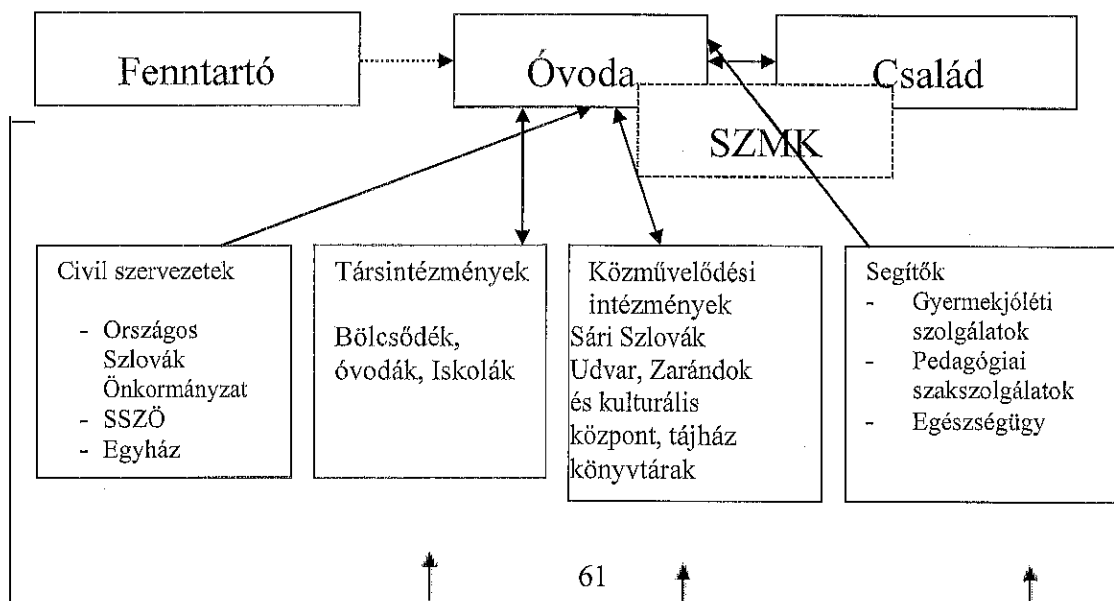 Fenntartó
Óvoda
Család
SZMK
Civil szervezetek
- Országos
Szlovák
Önkormányzat
- SSZÖ
- Egyház
Társintézmények
Bölcsődék,
óvodák, Iskolák
Közművelődési
intézmények
Sári Szlovák
Udvar, Zarándok
és kulturális
központ, tájház
könyvtárak
Segítők
- Gyermekjóléti
szolgálatok
- Pedagógiai
szakszolgálatok
- Egészségügy
61